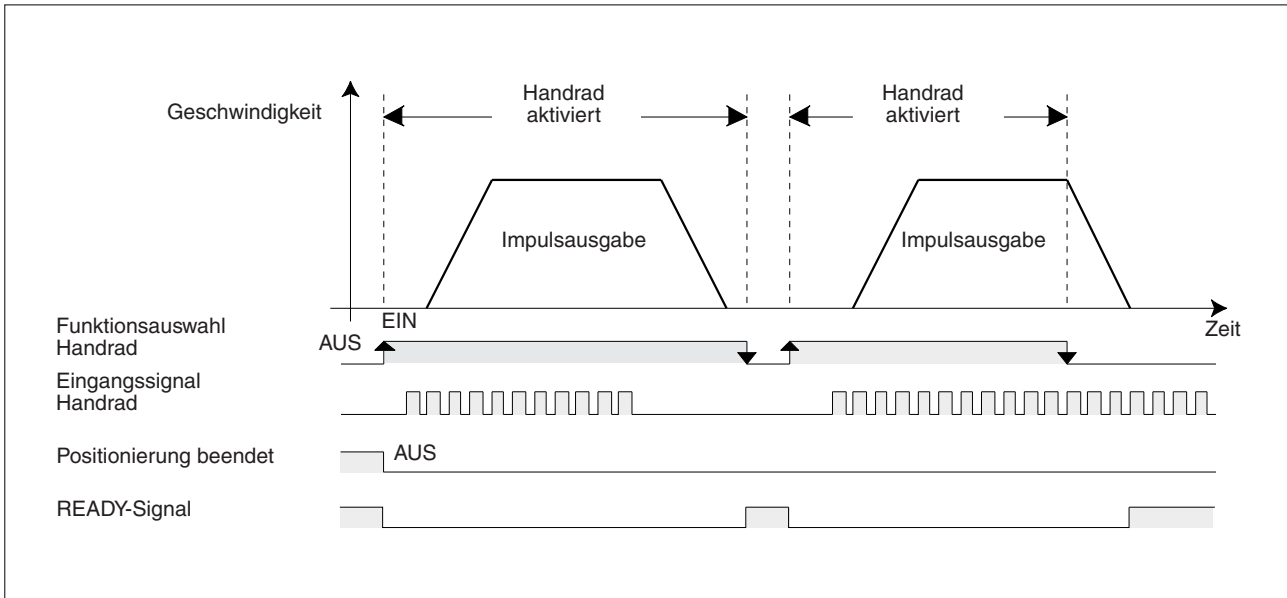 Geschwindigkeit
Handrad
aktiviert
Handrad
aktiviert
Impulsausgabe
Impulsausgabe
Zeit
Funktionsauswahl
Handrad
AUS
EIN
Eingangssignal
Handrad
Positionierung beendet
AUS
READY-Signal